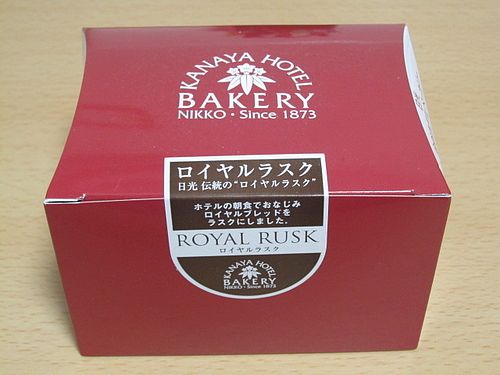 KANAYA HOTEL
BAKERY
NIKKO・Since 1873
ロイヤルラスク
日光 伝統の"ロイヤルラスク"
ホテルの朝食でおなじみ
ロイヤルブレッドを
ラスクにしました。
ROYAL RUSK
ロイヤルラスク
KANAYA HOTEL
BAKERY
NIKKO・Since 1873